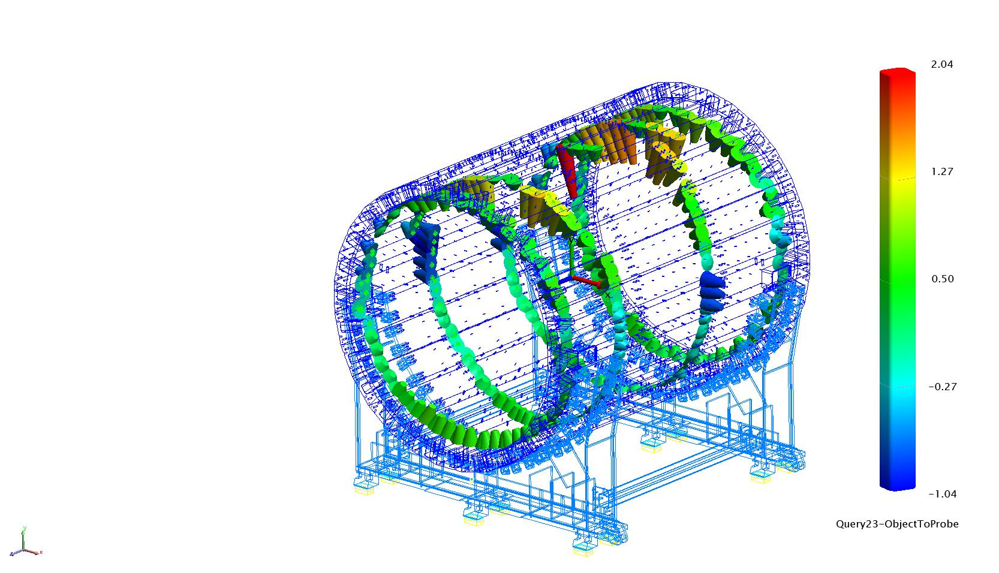 2.04
1.27
0.50
-0.27
-1.04
Query23-ObjectToProbe
Y
X
y
x